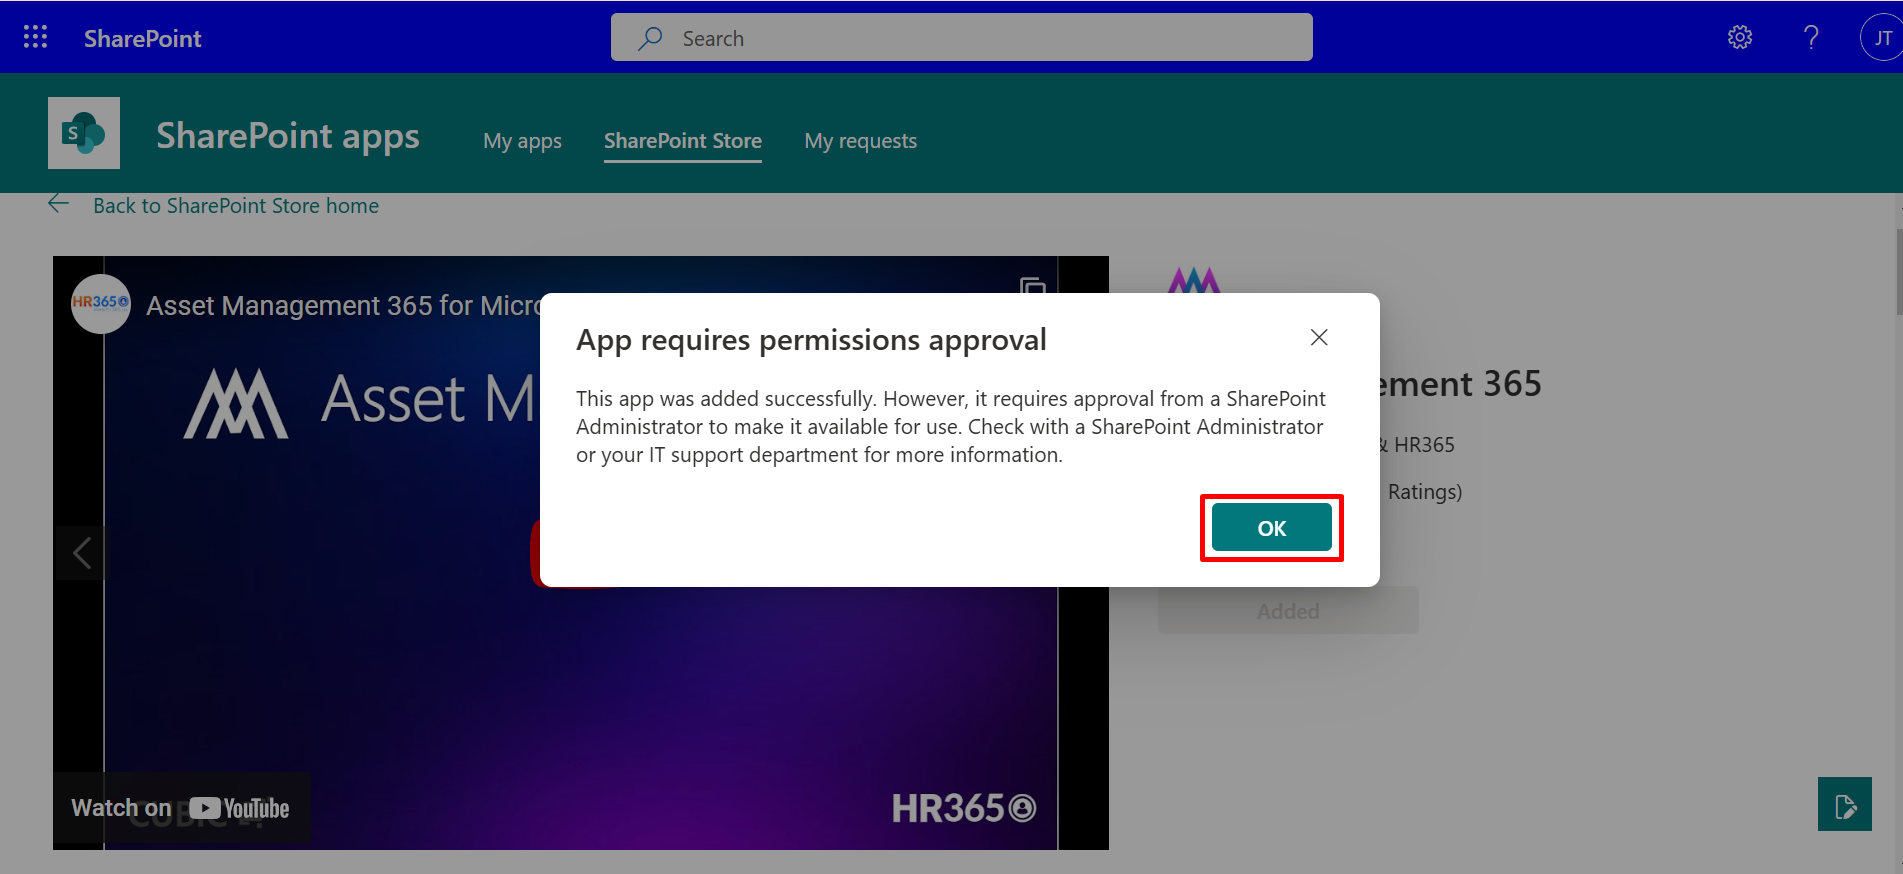 SharePoint
Search
JT
S
SharePoint apps
My apps
SharePoint Store
My requests
Back to SharePoint Store home
HR365
Asset Management 365 for Micro
Asset M
App requires permissions approval
This app was added successfully. However, it requires approval from a SharePoint
Administrator to make it available for use. Check with a SharePoint Administrator
or your IT support department for more information.
OK
ement 365
& HR365
Ratings)
Added
Watch on YouTube
CUBIC
HR365